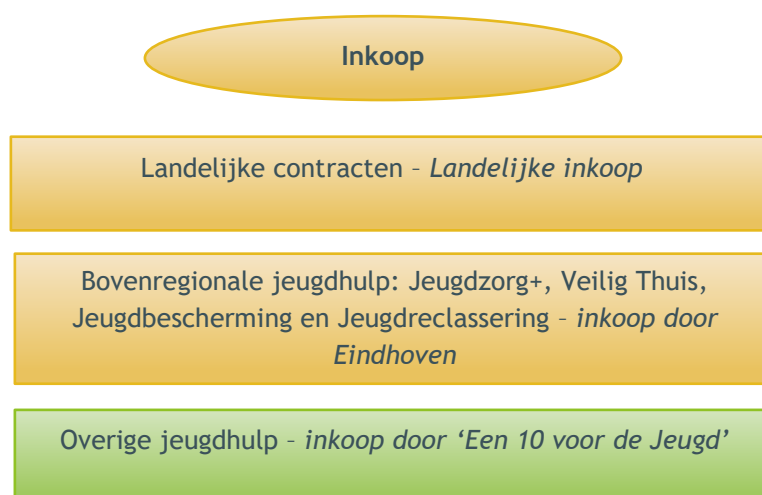 Inkoop
Landelijke contracten – Landelijke inkoop
Bovenregionale jeugdhulp: Jeugdzorg+, Veilig Thuis,
Jeugdbescherming en Jeugdreclassering – inkoop door
Eindhoven
Overige jeugdhulp – inkoop door ‘Een 10 voor de Jeugd’